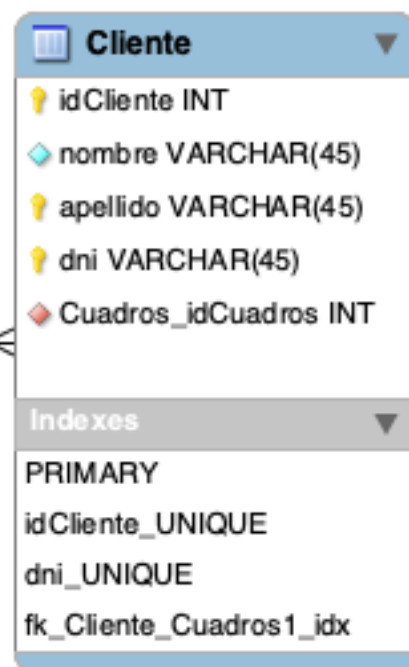 Cliente
idCliente INT
nombre VARCHAR(45)
apellido VARCHAR(45)
dni VARCHAR(45)
Cuadros_idCuadros INT
Indexes
PRIMARY
idCliente_UNIQUE
dni_UNIQUE
fk_Cliente_Cuadros1_idx